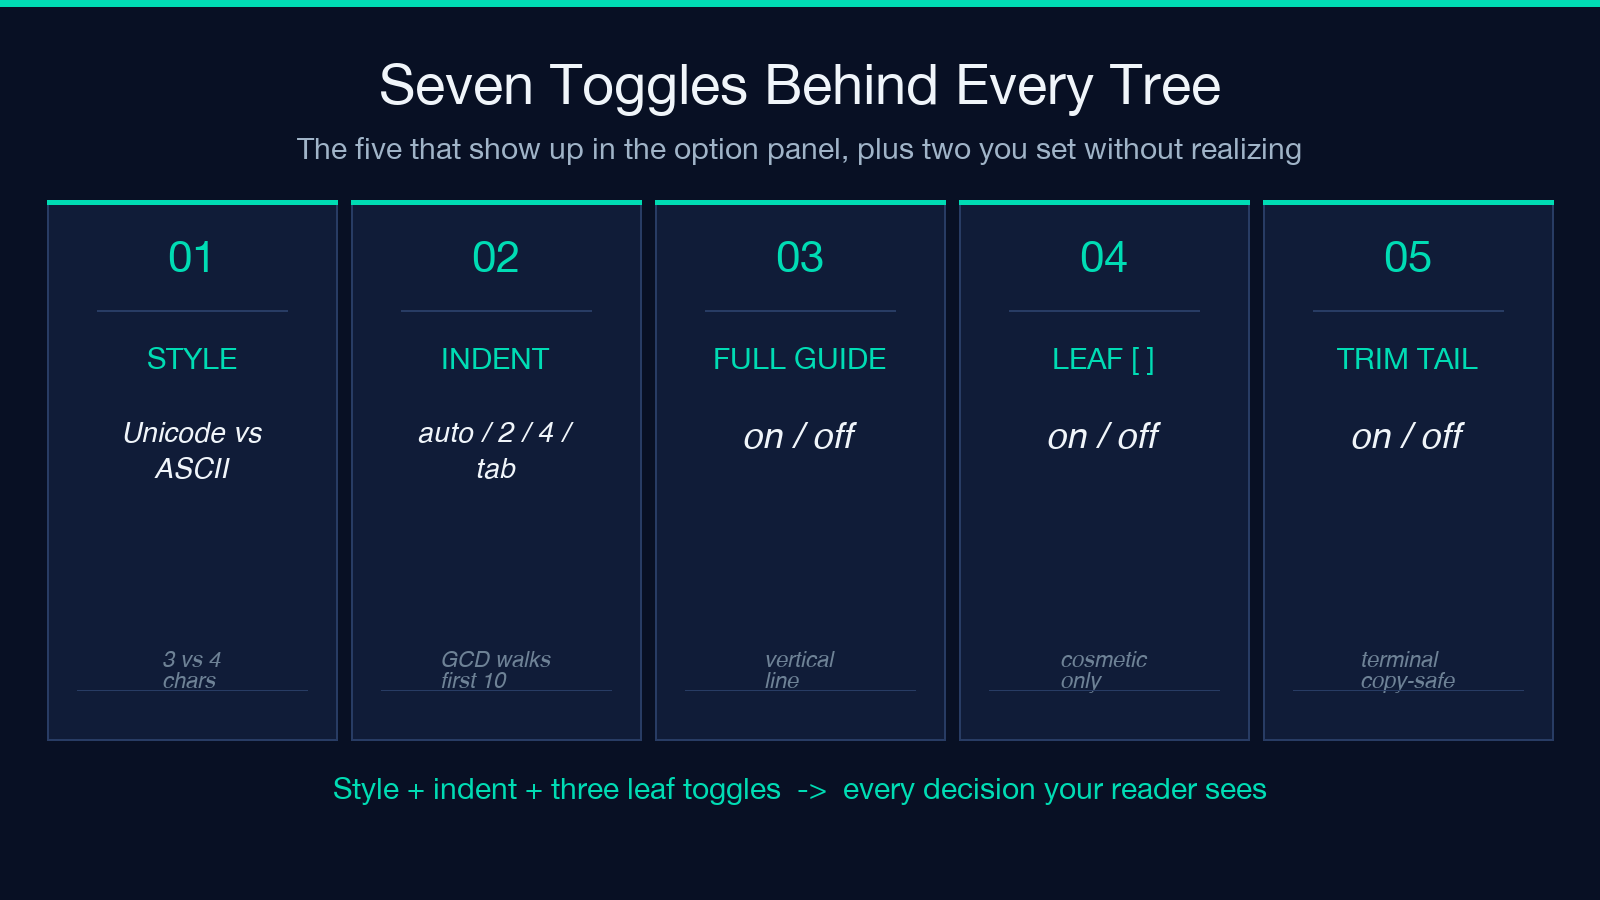 Seven Toggles Behind Every Tree
The five that show up in the option panel, plus two you set without realizing
01
STYLE
Unicode vs
ASCII
3 vs 4
chars
02
INDENT
auto / 2 / 4 /
tab
GCD walks
first 10
03
FULL GUIDE
on / off
vertical
line
04
LEAF [ ]
on / off
cosmetic
only
05
TRIM TAIL
on / off
terminal
copy-safe
Style + indent + three leaf toggles -> every decision your reader sees